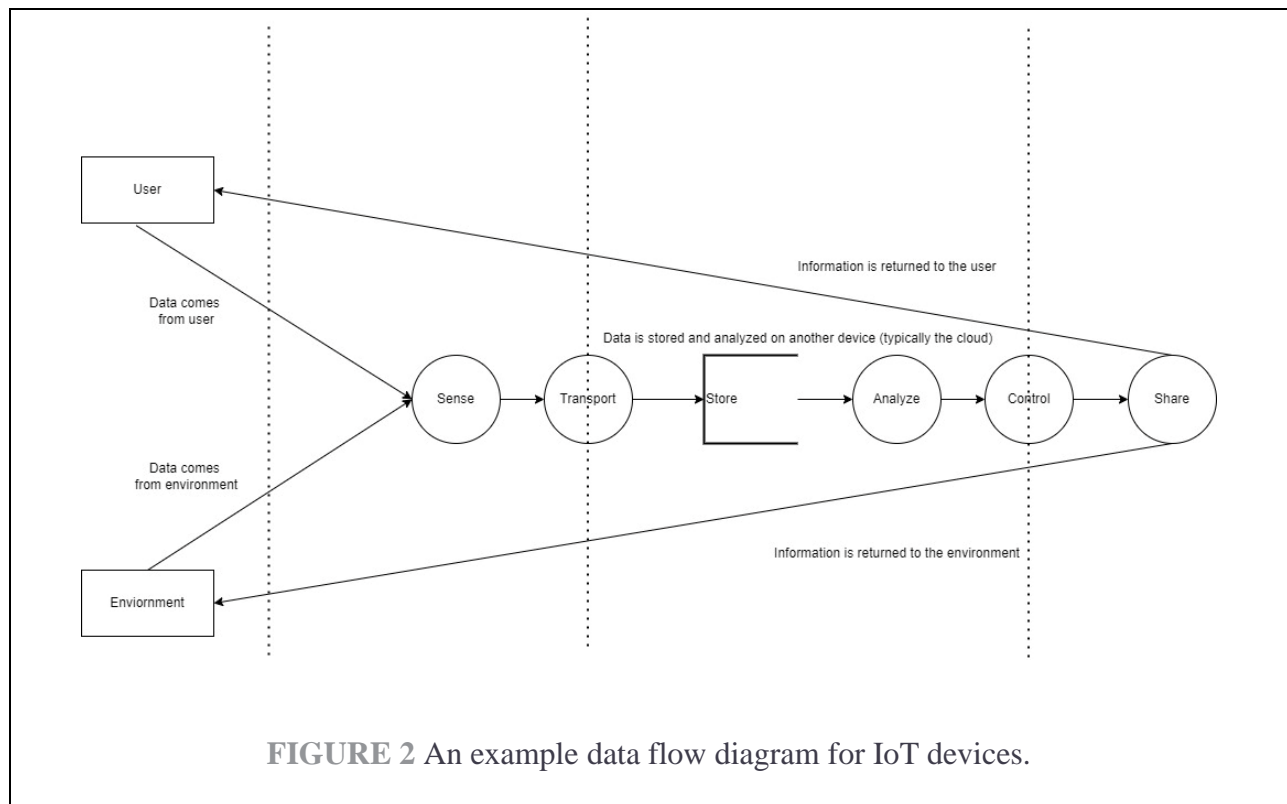 User
Information is returned to the user
Data comes
from user
Data is stored and analyzed on another device (typically the cloud)
Sense
Transport
Store
Analyze
Control
Share
Data comes
from environment
Information is returned to the environment
Enviornment
FIGURE 2 An example data flow diagram for IoT devices.